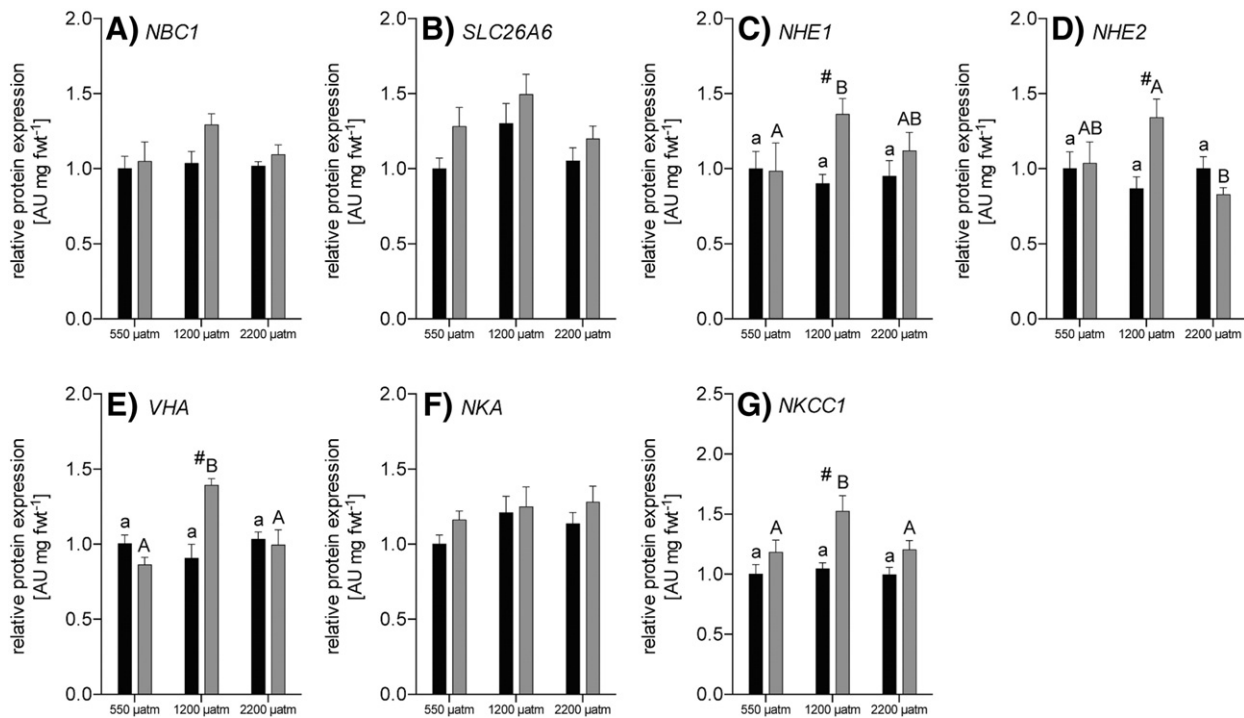 A) NBC1
relative protein expression
[AU mg fwt⁻¹]
2.0
1.5
1.0
0.5
0.0
550 µatm 1200 µatm 2200 µatm
B) SLC26A6
relative protein expression
[AU mg fwt⁻¹]
2.0
1.5
1.0
0.5
0.0
550 µatm 1200 µatm 2200 µatm
C) NHE1
relative protein expression
[AU mg fwt⁻¹]
2.0
1.5
1.0
0.5
0.0
a A
# a B
a AB
550 µatm 1200 µatm 2200 µatm
D) NHE2
relative protein expression
[AU mg fwt⁻¹]
2.0
1.5
1.0
0.5
0.0
a AB
# a A
a B
550 µatm 1200 µatm 2200 µatm
E) VHA
relative protein expression
[AU mg fwt⁻¹]
2.0
1.5
1.0
0.5
0.0
a A
# a B
a A
550 µatm 1200 µatm 2200 µatm
F) NKA
relative protein expression
[AU mg fwt⁻¹]
2.0
1.5
1.0
0.5
0.0
550 µatm 1200 µatm 2200 µatm
G) NKCC1
relative protein expression
[AU mg fwt⁻¹]
2.5
2.0
1.5
1.0
0.5
0.0
a A
# a B
a A
550 µatm 1200 µatm 2200 µatm